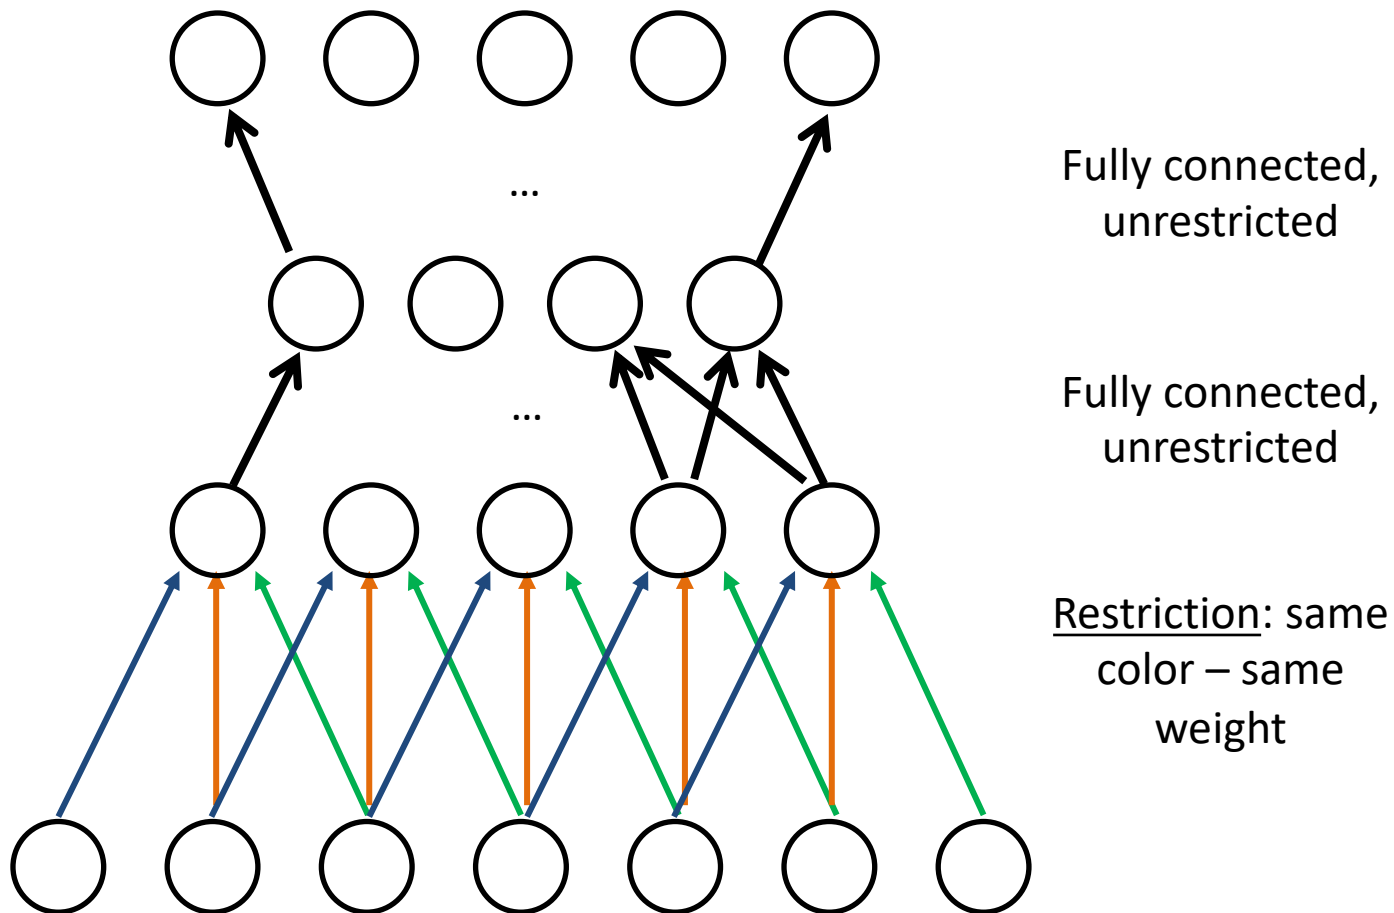 ...
Fully connected,
unrestricted
...
Fully connected,
unrestricted
Restriction: same
color – same
weight